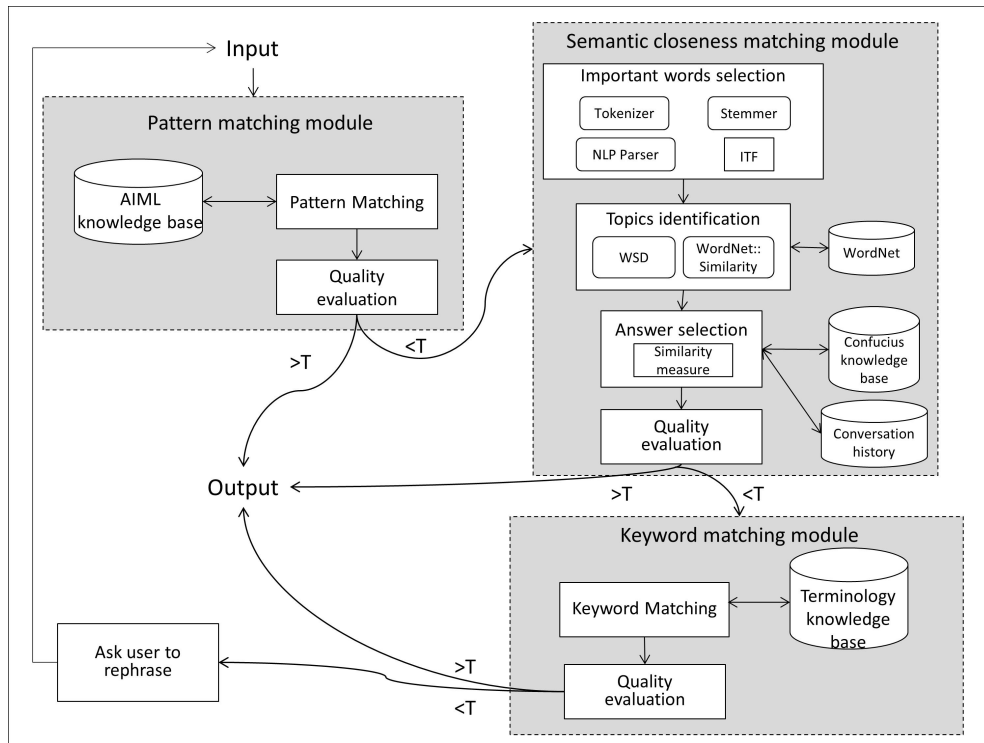 Input
Pattern matching module
AIML
knowledge base
Pattern Matching
Quality
evaluation
>T
<T
Semantic closeness matching module
Important words selection
Tokenizer
Stemmer
NLP Parser
ITF
Topics identification
WSD
WordNet::
Similarity
WordNet
Answer selection
Similarity
measure
Confucius
knowledge
base
Conversation
history
Quality
evaluation
>T
<T
Output
Keyword matching module
Keyword Matching
Terminology
knowledge
base
Quality
evaluation
>T
<T
Ask user to
rephrase